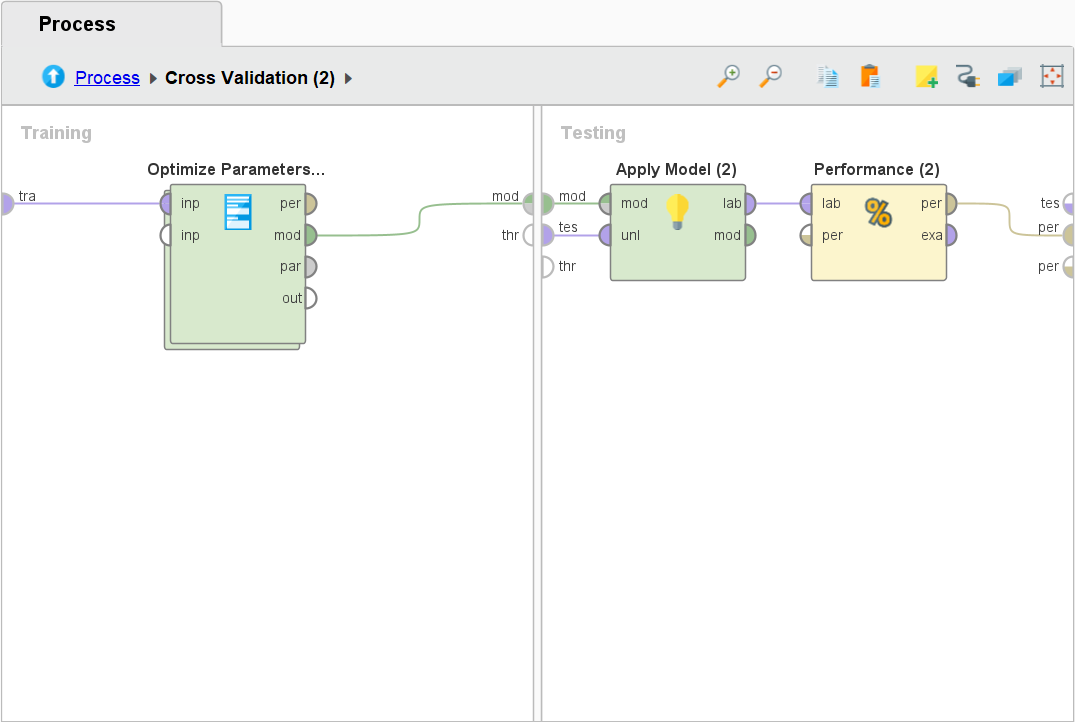 Process
Process Cross Validation (2)
Training
Optimize Parameters...
tra
inp per
inp mod
par
out
mod
thr
Testing
Apply Model (2)
Performance (2)
mod
tes
thr
mod lab
unl mod
lab per
per exa
tes
per
per